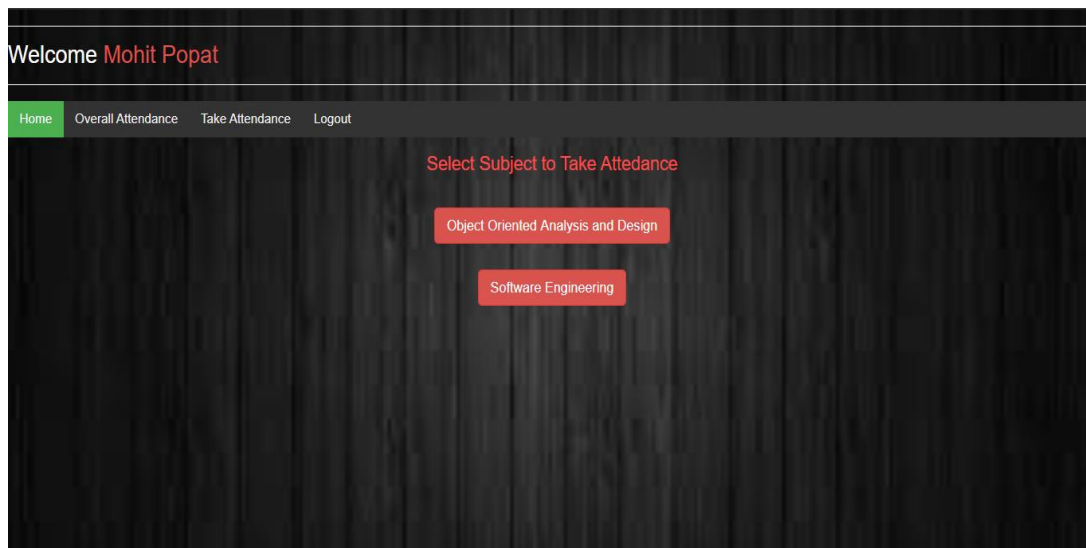 Welcome Mohit Popat
Home Overall Attendance Take Attendance Logout
Select Subject to Take Attedance
Object Oriented Analysis and Design
Software Engineering